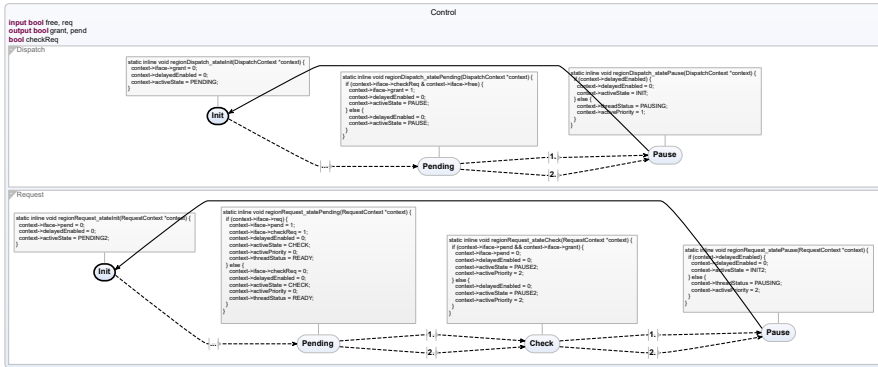 Control
input bool free, req
output bool grant, pend
bool checkReq
Dispatch
static inline void regionDispatch_stateInit(DispatchContext *context) {
context->iface->grant = 0;
context->delayedEnabled = 0;
context->activeState = PENDING;
}
Init
static inline void regionDispatch_statePending(DispatchContext *context) {
if (context->iface->checkReq & context->iface->free) {
context->iface->grant = 1;
context->delayedEnabled = 0;
context->activeState = PAUSE;
} else {
context->delayedEnabled = 0;
context->activeState = PAUSE;
}
}
static inline void regionDispatch_statePause(DispatchContext *context) {
if (context->delayedEnabled) {
context->delayedEnabled = 0;
context->activeState = INIT;
} else {
context->threadStatus = PAUSING;
context->activePriority = 1;
}
}
...
Pending
1.
2.
Pause
Request
static inline void regionRequest_stateInit(RequestContext *context) {
context->iface->pend = 0;
context->delayedEnabled = 0;
context->activeState = PENDING2;
}
Init
static inline void regionRequest_statePending(RequestContext *context) {
if (context->iface->req) {
context->iface->pend = 1;
context->iface->checkReq = 1;
context->delayedEnabled = 0;
context->activeState = CHECK;
context->activePriority = 0;
context->threadStatus = READY;
} else {
context->iface->checkReq = 0;
context->delayedEnabled = 0;
context->activeState = CHECK;
context->activePriority = 0;
context->threadStatus = READY;
}
}
static inline void regionRequest_stateCheck(RequestContext *context) {
if (context->iface->pend && context->iface->grant) {
context->iface->pend = 0;
context->delayedEnabled = 0;
context->activeState = PAUSE2;
context->activePriority = 2;
} else {
context->delayedEnabled = 0;
context->activeState = PAUSE2;
context->activePriority = 2;
}
}
static inline void regionRequest_statePause(RequestContext *context) {
if (context->delayedEnabled) {
context->delayedEnabled = 0;
context->activeState = INIT2;
} else {
context->threadStatus = PAUSING;
context->activePriority = 2;
}
}
...
Pending
1.
2.
Check
1.
2.
Pause